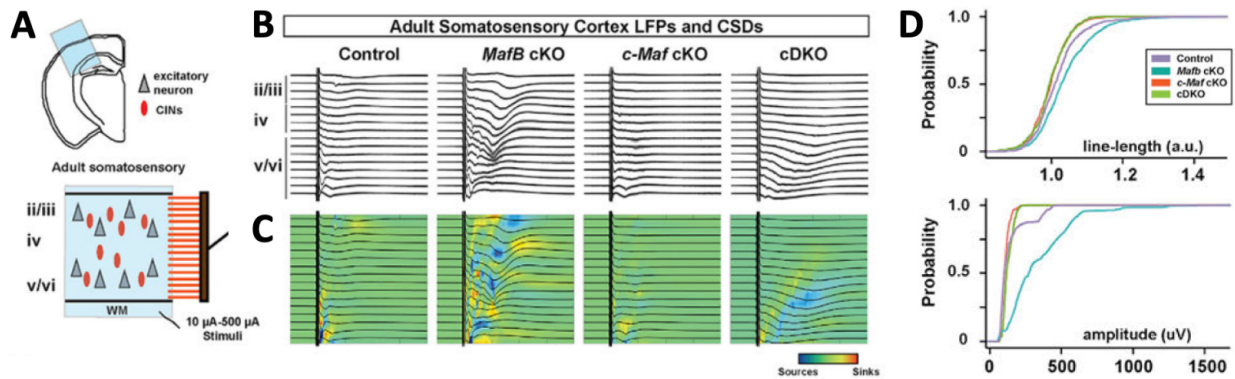 A
excitatory
neuron
CINs
Adult somatosensory
ii/iii
iv
v/vi
WM
10 µA-500 µA
Stimuli
B
Adult Somatosensory Cortex LFPs and CSDs
Control MafB cKO c-Maf cKO cDKO
ii/iii
iv
v/vi
C
Sources Sinks
D
Probability
1.0
0.5
0
Control
Mafb cKO
c-Maf cKO
cDKO
line-length (a.u.)
1.0 1.2 1.4
Probability
1.0
0.5
0
amplitude (uV)
0 500 1000 1500